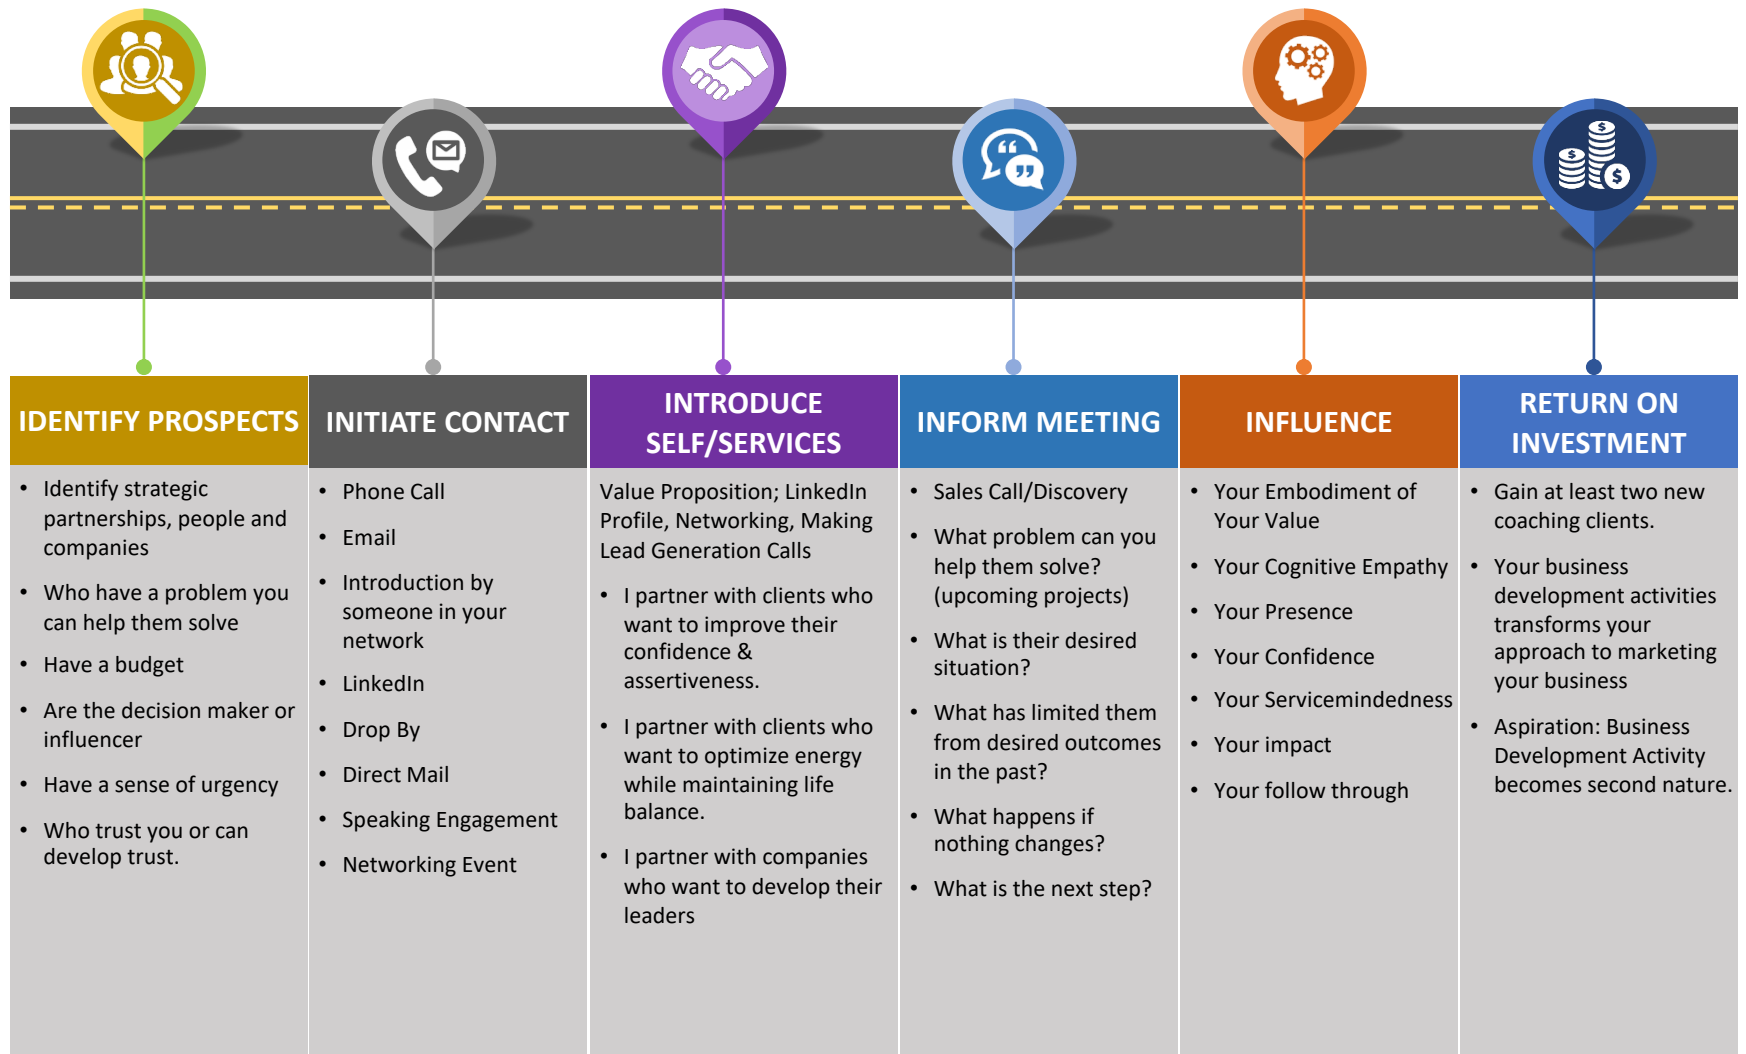 IDENTIFY PROSPECTS
• Identify strategic
partnerships, people and
companies
• Who have a problem you
can help them solve
• Have a budget
• Are the decision maker or
influencer
• Have a sense of urgency
• Who trust you or can
develop trust.
INITIATE CONTACT
• Phone Call
• Email
• Introduction by
someone in your
network
• LinkedIn
• Drop By
• Direct Mail
• Speaking Engagement
• Networking Event
INTRODUCE
SELF/SERVICES
Value Proposition; LinkedIn
Profile, Networking, Making
Lead Generation Calls
• I partner with clients who
want to improve their
confidence &
assertiveness.
• I partner with clients who
want to optimize energy
while maintaining life
balance.
• I partner with companies
who want to develop their
leaders
INFORM MEETING
• Sales Call/Discovery
• What problem can you
help them solve?
(upcoming projects)
• What is their desired
situation?
• What has limited them
from desired outcomes
in the past?
• What happens if
nothing changes?
• What is the next step?
INFLUENCE
• Your Embodiment of
Your Value
• Your Cognitive Empathy
• Your Presence
• Your Confidence
• Your Servicemindedness
• Your impact
• Your follow through
RETURN ON
INVESTMENT
• Gain at least two new
coaching clients.
• Your business
development activities
transforms your
approach to marketing
your business
• Aspiration: Business
Development Activity
becomes second nature.